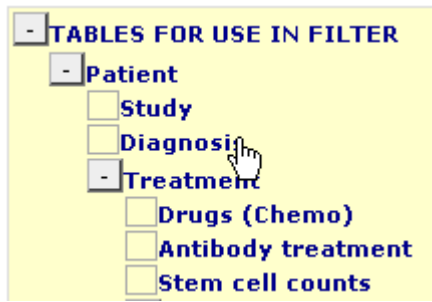 TABLES FOR USE IN FILTER
Patient
Study
Diagnosis
Treatment
Drugs (Chemo)
Antibody treatment
Stem cell counts